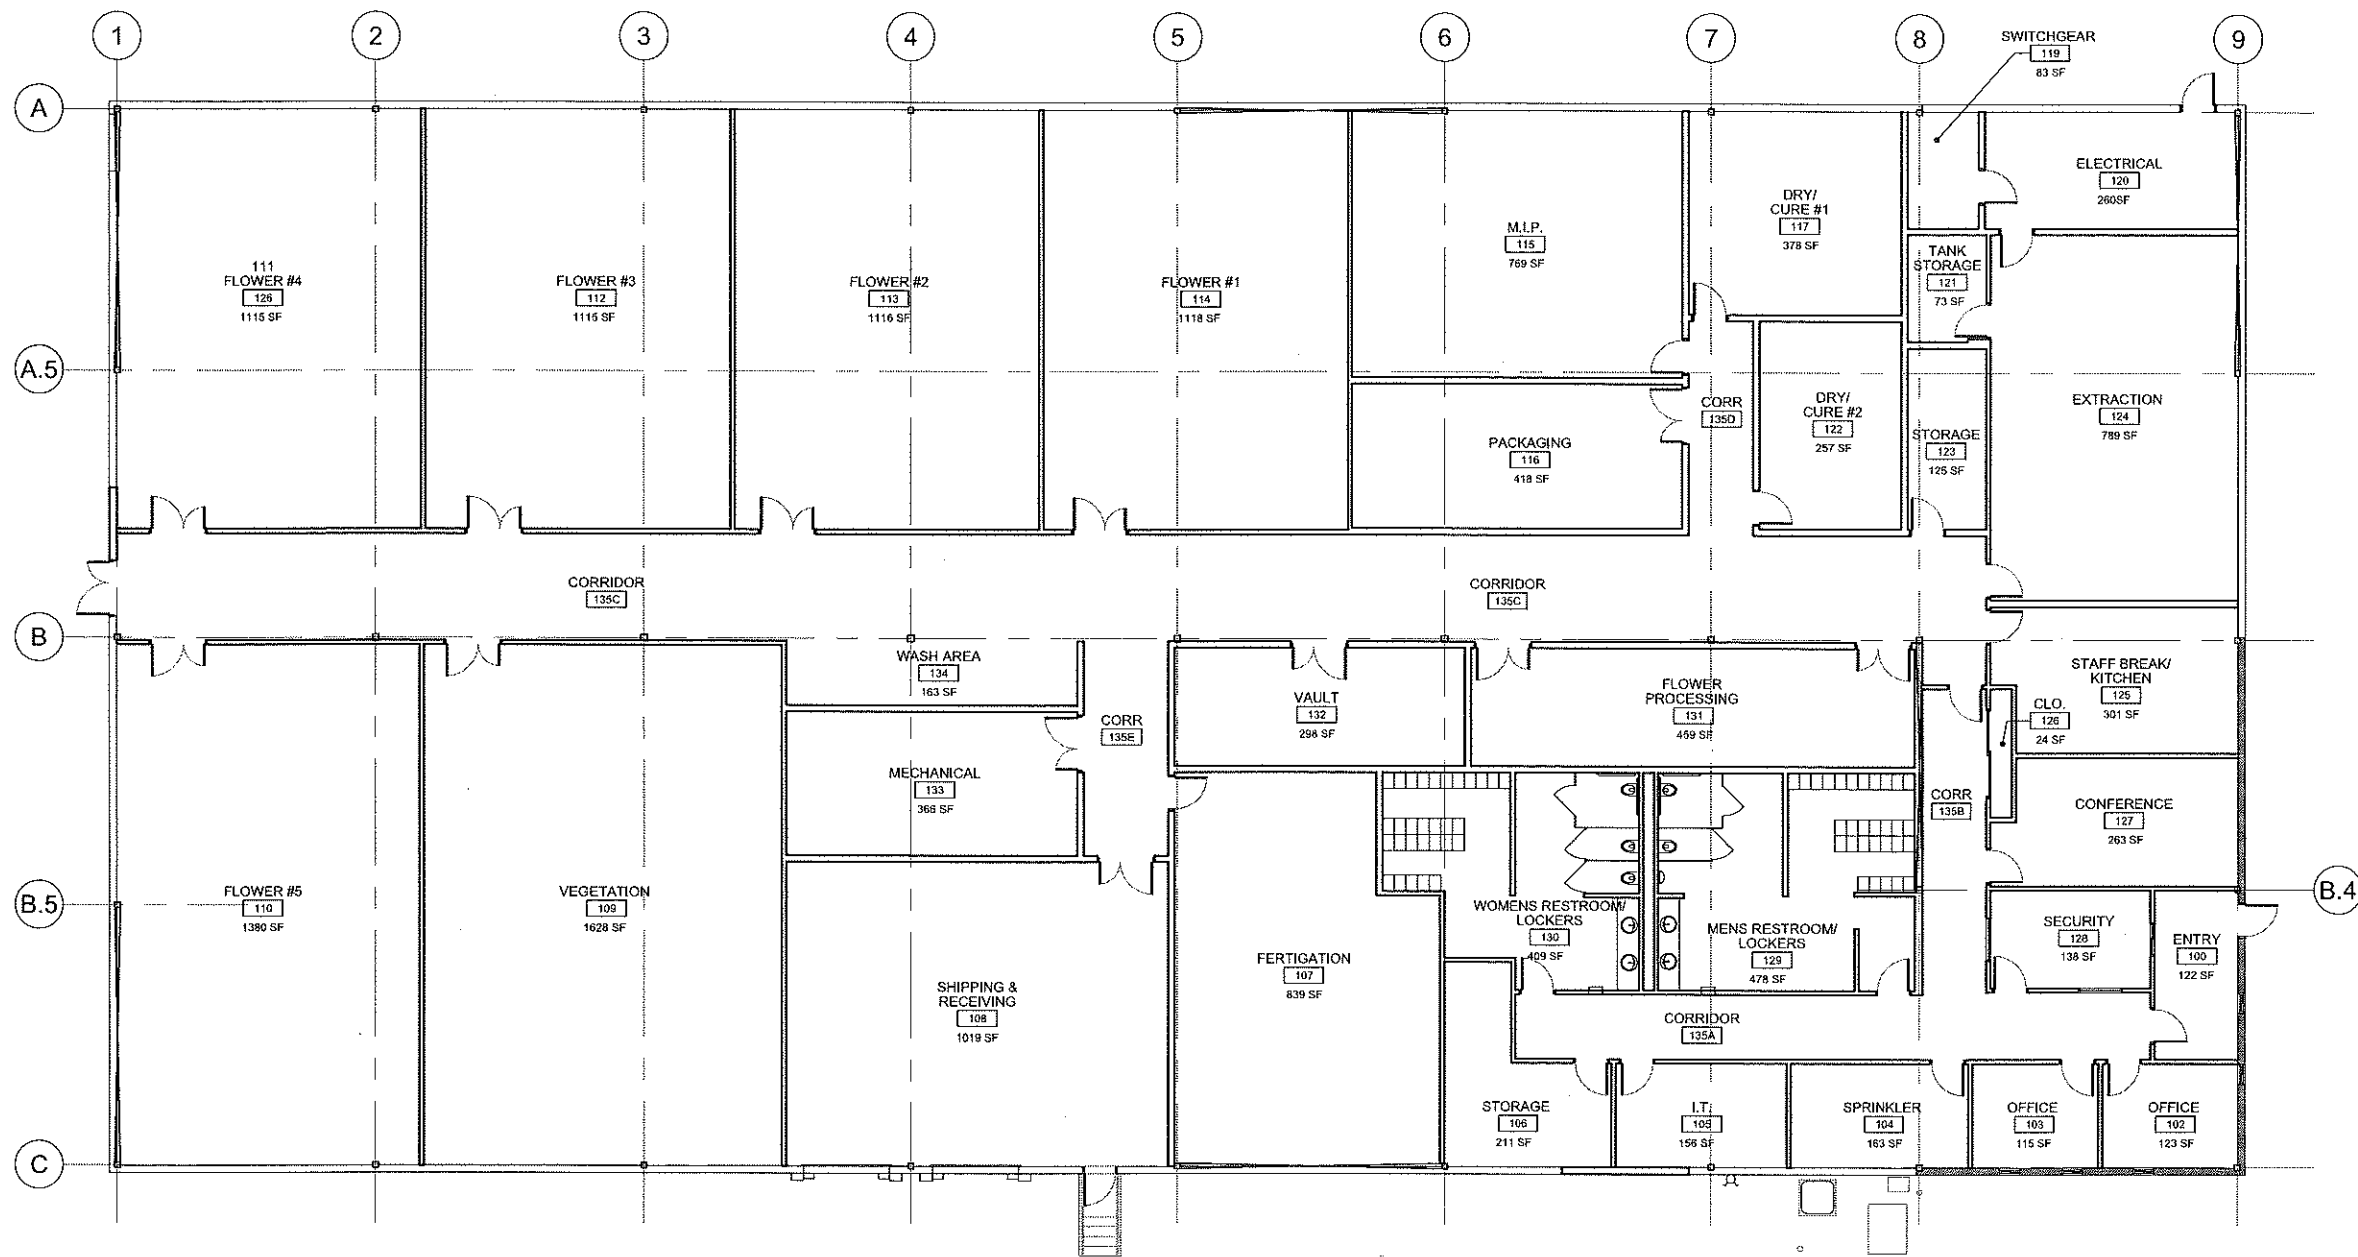 1
2
3
4
5
6
7
8
9
SWITCHGEAR
119
83 SF
A
ELECTRICAL
120
260SF
DRY/
CURE #1
117
378 SF
M.I.P.
115
769 SF
TANK
STORAGE
121
73 SF
111
FLOWER #4
126
1115 SF
FLOWER #3
112
1115 SF
FLOWER #2
113
1116 SF
FLOWER #1
114
1118 SF
A.5
CORR
135D
DRY/
CURE #2
122
257 SF
EXTRACTION
124
789 SF
PACKAGING
116
418 SF
STORAGE
123
125 SF
CORRIDOR
135C
CORRIDOR
135C
B
WASH AREA
134
163 SF
VAULT
132
298 SF
FLOWER
PROCESSING
131
459 SF
STAFF BREAK/
KITCHEN
125
301 SF
CLO.
126
24 SF
CORR
135E
MECHANICAL
133
366 SF
CORR
135B
CONFERENCE
127
263 SF
B.5
FLOWER #5
110
1380 SF
VEGETATION
109
1628 SF
B.4
WOMENS RESTROOM/
LOCKERS
130
409 SF
MENS RESTROOM/
LOCKERS
129
478 SF
SECURITY
128
138 SF
ENTRY
100
122 SF
FERTIGATION
107
839 SF
SHIPPING &
RECEIVING
108
1019 SF
CORRIDOR
135A
STORAGE
106
211 SF
I.T.
105
156 SF
SPRINKLER
104
163 SF
OFFICE
103
115 SF
OFFICE
102
123 SF
C